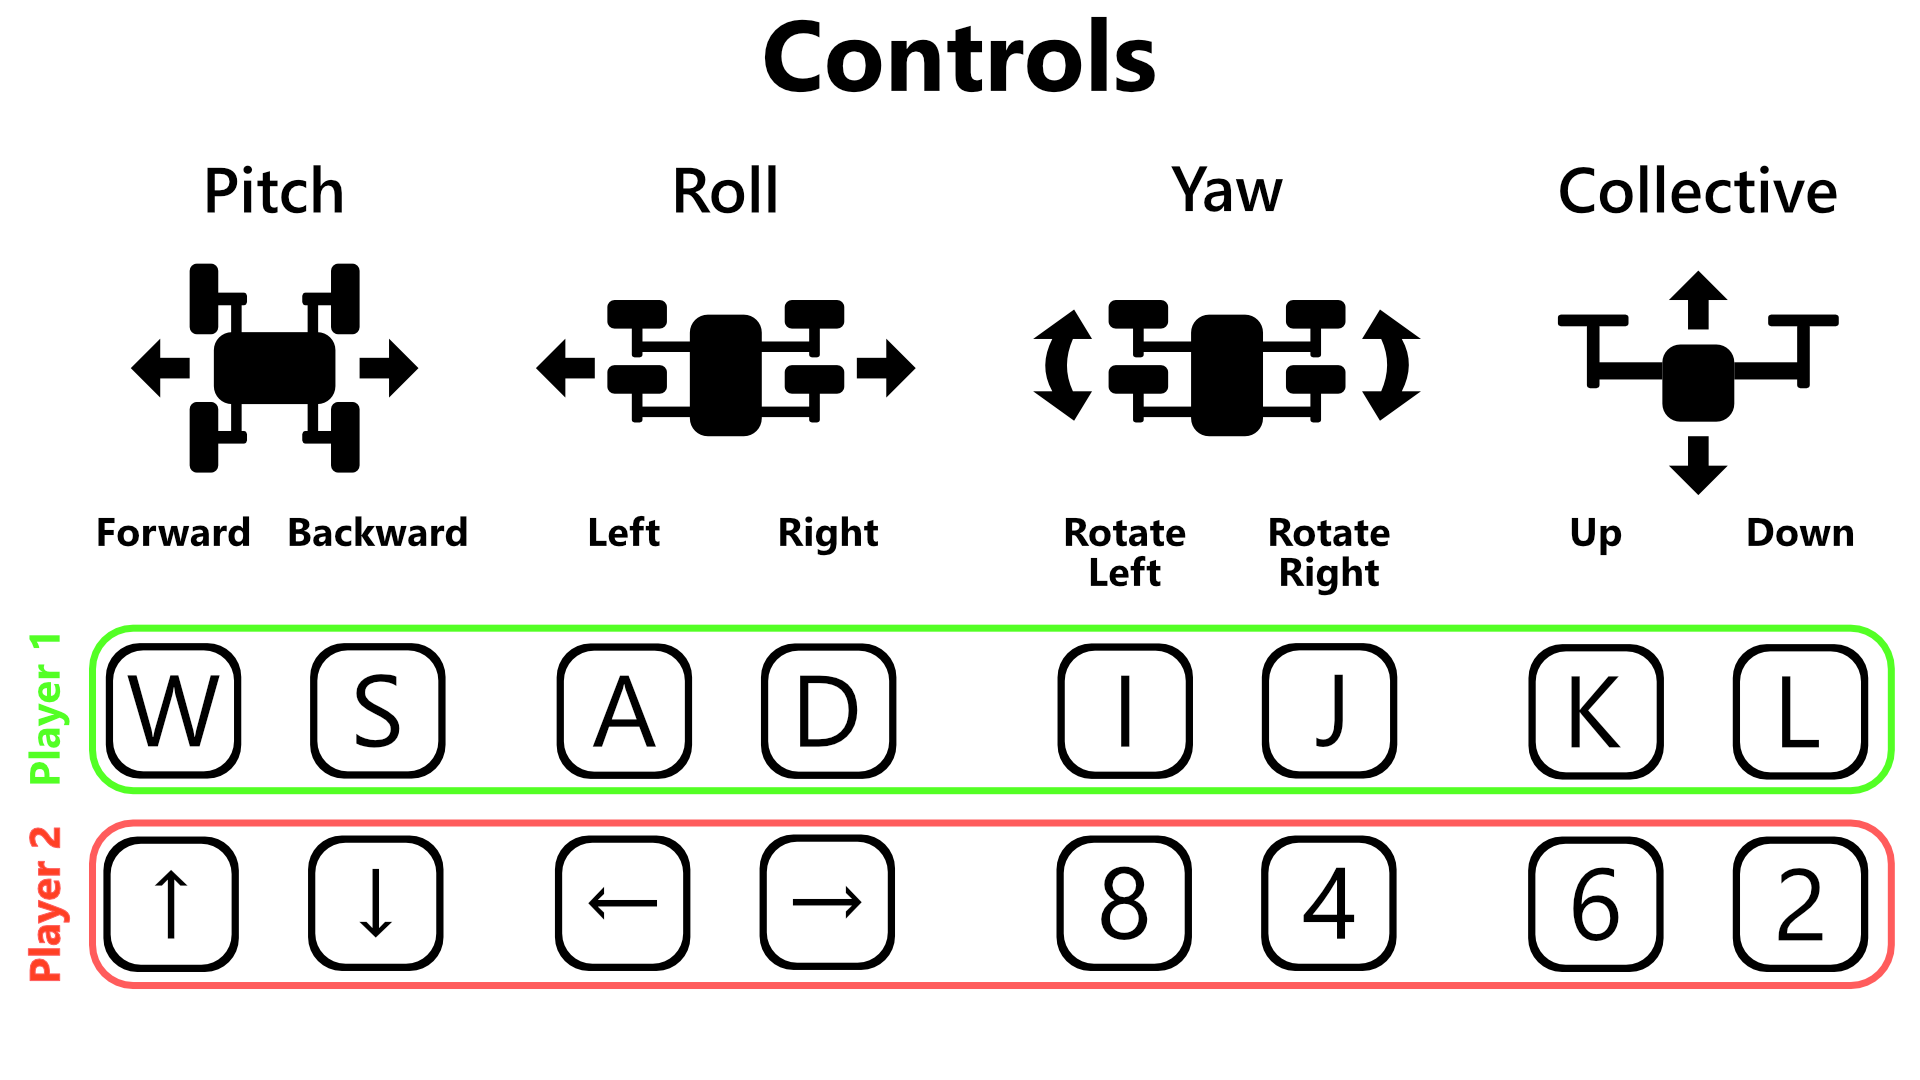 Controls
Pitch Roll Yaw Collective
Forward Backward Left Right Rotate Left Rotate Right Up Down
Player 1 W S A D I J K L
Player 2 ↑ ↓ ← → 8 4 6 2